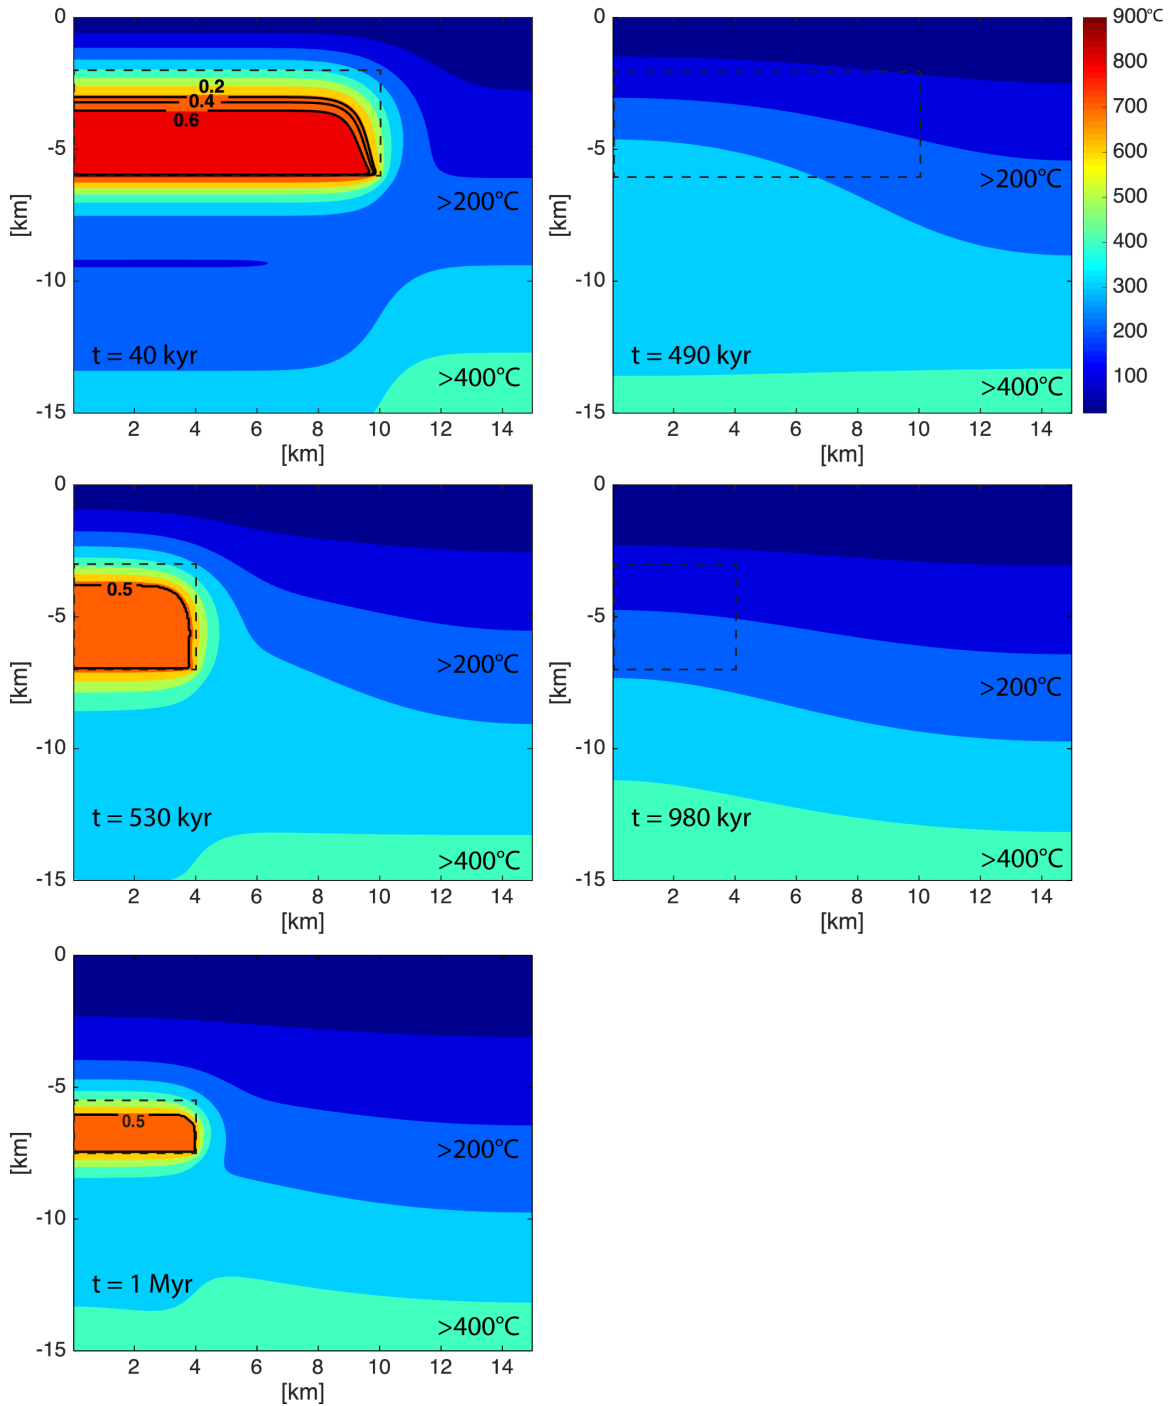 0
-5
-10
-15
[km]
0.2
0.4
0.6
>200°C
t = 40 kyr
>400°C
2 4 6 8 10 12 14
[km]
0
-5
-10
-15
[km]
>200°C
t = 490 kyr
>400°C
2 4 6 8 10 12 14
[km]
900°C
800
700
600
500
400
300
200
100
0
-5
-10
-15
[km]
0.5
>200°C
t = 530 kyr
>400°C
2 4 6 8 10 12 14
[km]
0
-5
-10
-15
[km]
>200°C
t = 980 kyr
>400°C
2 4 6 8 10 12 14
[km]
0
-5
-10
-15
[km]
0.5
>200°C
t = 1 Myr
>400°C
2 4 6 8 10 12 14
[km]